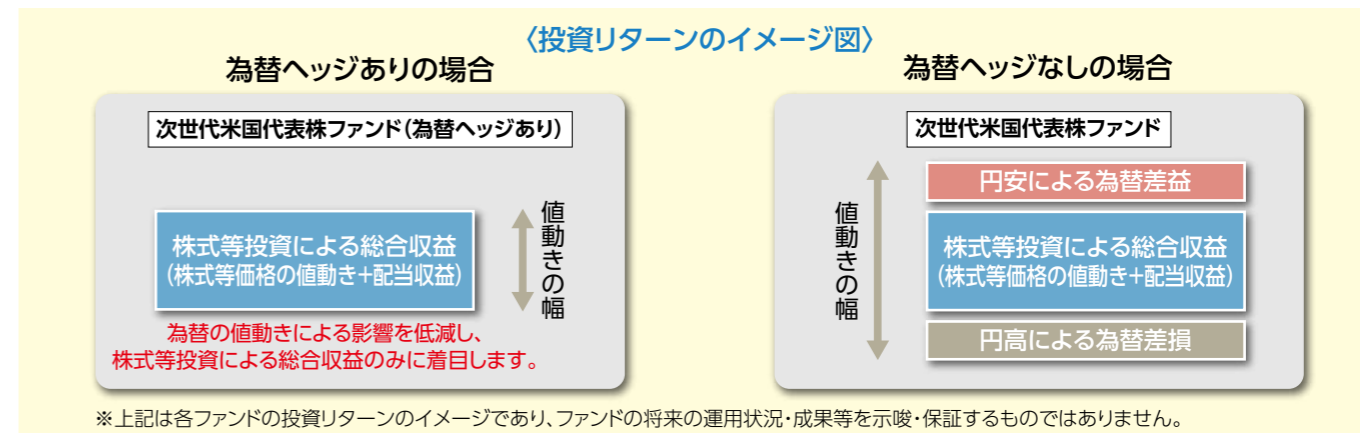 〈投資リターンのイメージ図〉
為替ヘッジありの場合
次世代米国代表株ファンド（為替ヘッジあり）
株式等投資による総合収益
（株式等価格の値動き＋配当収益）
値動きの幅
為替の値動きによる影響を低減し、
株式等投資による総合収益のみに着目します。
為替ヘッジなしの場合
次世代米国代表株ファンド
値動きの幅
円安による為替差益
株式等投資による総合収益
（株式等価格の値動き＋配当収益）
円高による為替差損
※上記は各ファンドの投資リターンのイメージであり、ファンドの将来の運用状況・成果等を示唆・保証するものではありません。